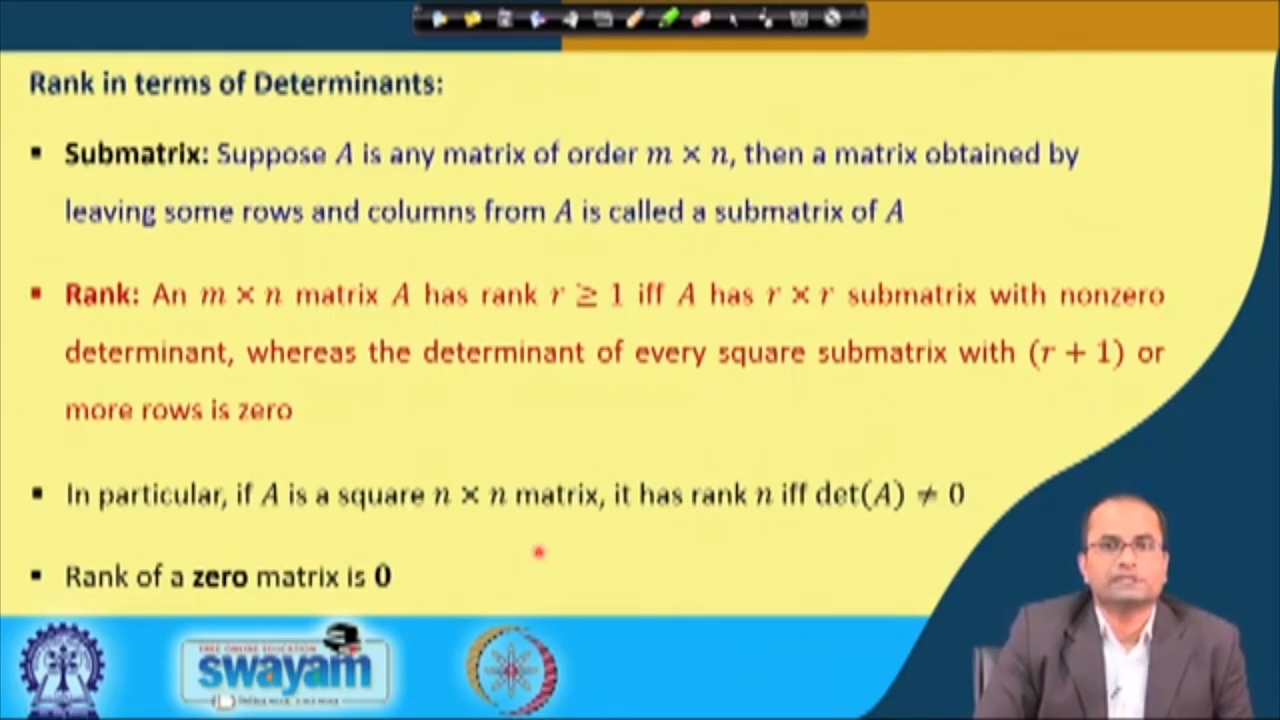 Rank in terms of Determinants:
▪ Submatrix: Suppose A is any matrix of order m × n, then a matrix obtained by
leaving some rows and columns from A is called a submatrix of A
▪ Rank: An m × n matrix A has rank r ≥ 1 iff A has r × r submatrix with nonzero
determinant, whereas the determinant of every square submatrix with (r + 1) or
more rows is zero
▪ In particular, if A is a square n × n matrix, it has rank n iff det(A) ≠ 0
▪ Rank of a zero matrix is 0
FREE ONLINE EDUCATION
swayam